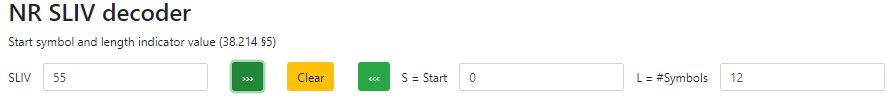 NR SLIV decoder
Start symbol and length indicator value (38.214 §5)
SLIV 55 ››› Clear ‹‹‹ S = Start 0 L = #Symbols 12